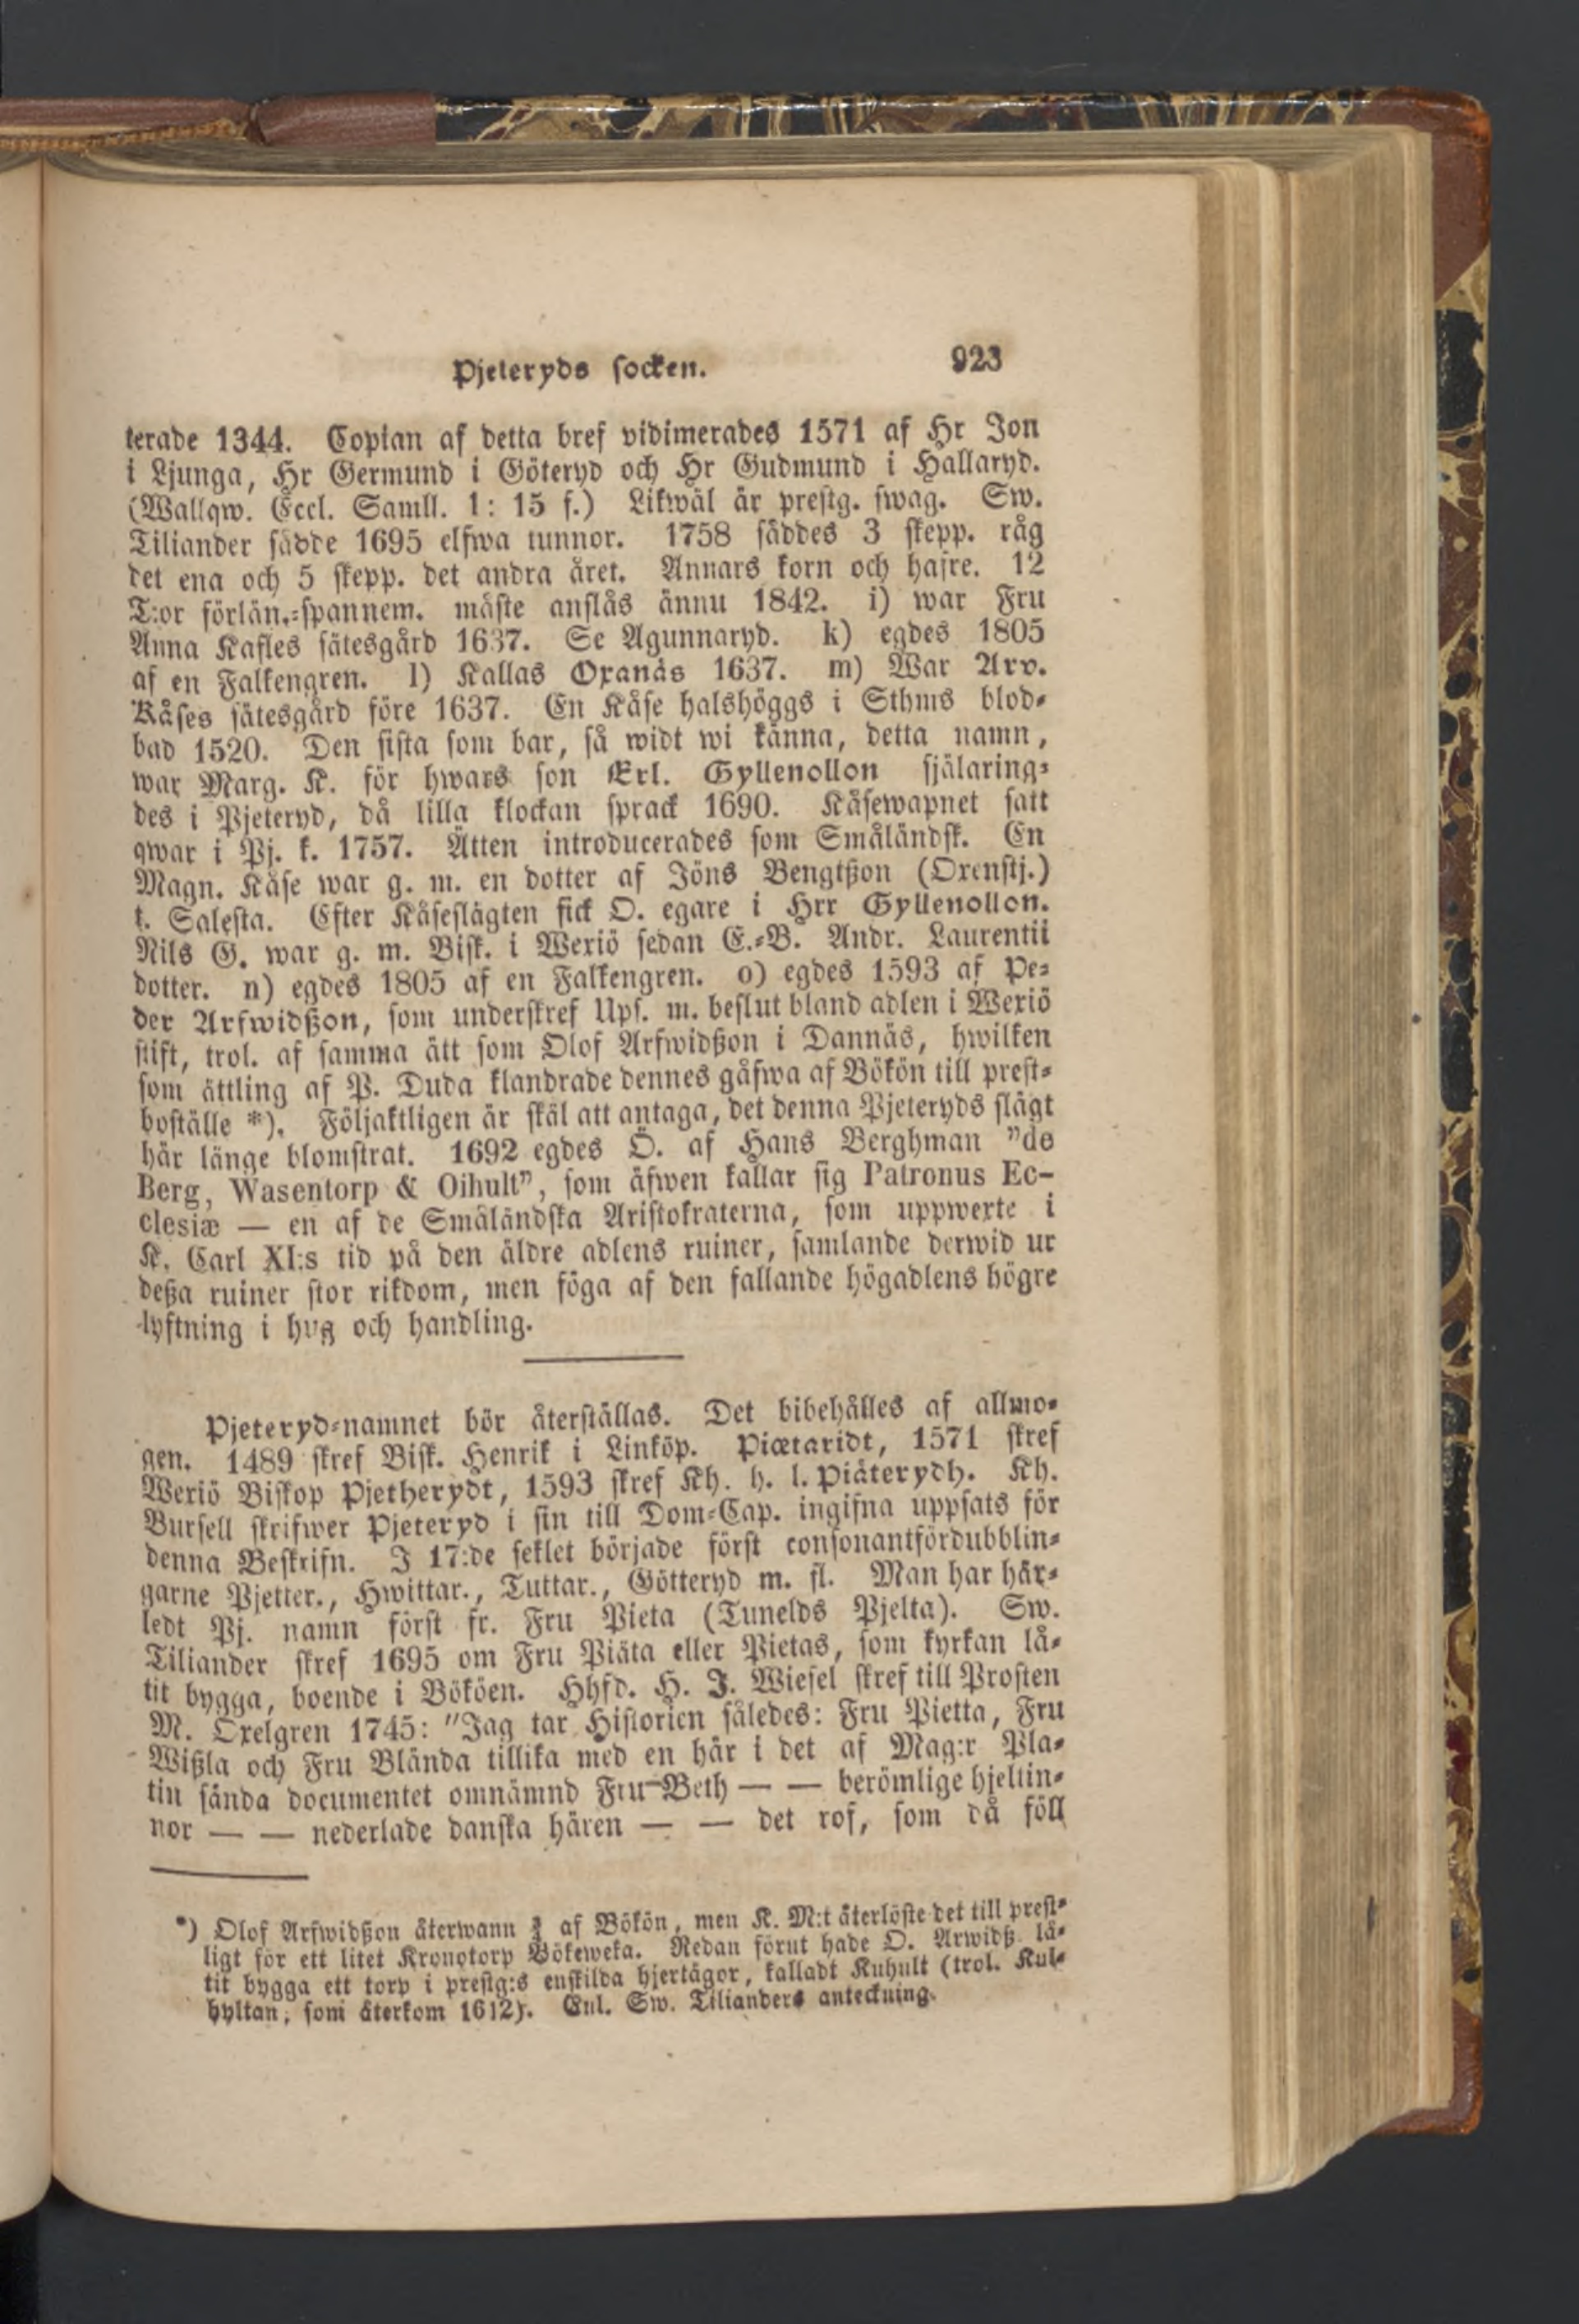 Pjeteryds socken. 923
terade 1344. Copian af detta bref vidimerades 1571 af Hr Jon
i Ljunga, Hr Germund i Göteryd och Hr Gudmund i Hallaryd.
(Wallqw. Eccl. Samll. 1: 15 f.) Likwäl är prestg. swag. Sw.
Tiliander sådde 1695 elfwa tunnor. 1758 såddes 3 skepp. råg
det ena och 5 skepp. det andra året. Annars korn och hafre. 12
T:or förlän.-spannem. måste anslås ännu 1842. i) war Fru
Anna Kafles sätesgård 1637. Se Agunnaryd. k) egdes 1805
af en Falkengren. l) Kallas Oxanäs 1637. m) War Arv.
Kåses sätesgård före 1637. En Kåse halshöggs i Sthms blod-
bad 1520. Den sista som bar, så widt wi känna, detta namn,
war Marg. K. för hwars son Erl. Gyllenollon själaring-
des i Pjeteryd, då lilla klockan sprack 1690. Kåsewapnet satt
qwar i Pj. k. 1757. Ätten introducerades som Småländsk. En
Magn. Kåse war g. m. en dotter af Jöns Bengtßon (Oxenstj.)
t. Salesta. Efter Kåseslägten fick O. egare i Hrr Gyllenollon.
Nils G. war g. m. Bisk. i Wexiö sedan E.-B. Andr. Laurentii
dotter. n) egdes 1805 af en Falkengren. o) egdes 1593 af Pe-
der Arfwidßon, som underskref Ups. m. beslut bland adlen i Wexiö
stift, trol. af samma ätt som Olof Arfwidßon i Dannäs, hwilken
som ättling af P. Duda klandrade dennes gåfwa af Bökön till prest-
boställe *). Följaktligen är skäl att antaga, det denna Pjeteryds slägt
här länge blomstrat. 1692 egdes Ö. af Hans Berghman "de
Berg, Wasentorp & Oihult", som äfwen kallar sig Patronus Ec-
clesiæ — en af de Småländska Aristokraterna, som uppwexte i
K. Carl XI:s tid på den äldre adlens ruiner, samlande derwid ur
deßa ruiner stor rikdom, men föga af den fallande högadlens högre
lyftning i hug och handling.
Pjeteryd-namnet bör återställas. Det bibehålles af allmo-
gen. 1489 skref Bisk. Henrik i Linköp. Piætaridt, 1571 skref
Wexiö Biskop Pjetherydt, 1593 skref Kh. h. l. Piäterydh. Kh.
Bursell skrifwer Pjeteryd i sin till Dom-Cap. ingifna uppsats för
denna Beskrifn. I 17:de seklet började först consonantfördubblin-
garne Pjetter., Hwittar., Tuttar., Götteryd m. fl. Man har här-
ledt Pj. namn först fr. Fru Pieta (Tunelds Pjelta). Sw.
Tiliander skref 1695 om Fru Piäta eller Pietas, som kyrkan lå-
tit bygga, boende i Bököen. Hhfd. H. J. Wiesel skref till Prosten
M. Oxelgren 1745: "Jag tar Historien således: Fru Pietta, Fru
Wißla och Fru Blända tillika med en här i det af Mag:r Pla-
tin sända documentet omnämnd Fru Beth — — berömlige hjeltin-
nor — — nederlade danska hären — — det rof, som då föll
*) Olof Arfwidßon återwann af Bökön, men K. M:t återlöste det till prest-
ligt för ett litet Kronotorp Bökeweka. Redan förut hade O. Arwidß. lå-
tit bygga ett torp i prestg:s enskilda hjertägor, kalladt Kuhult (trol. Kul-
hyltan, som återkom 1612). Enl. Sw. Tilianders anteckning.